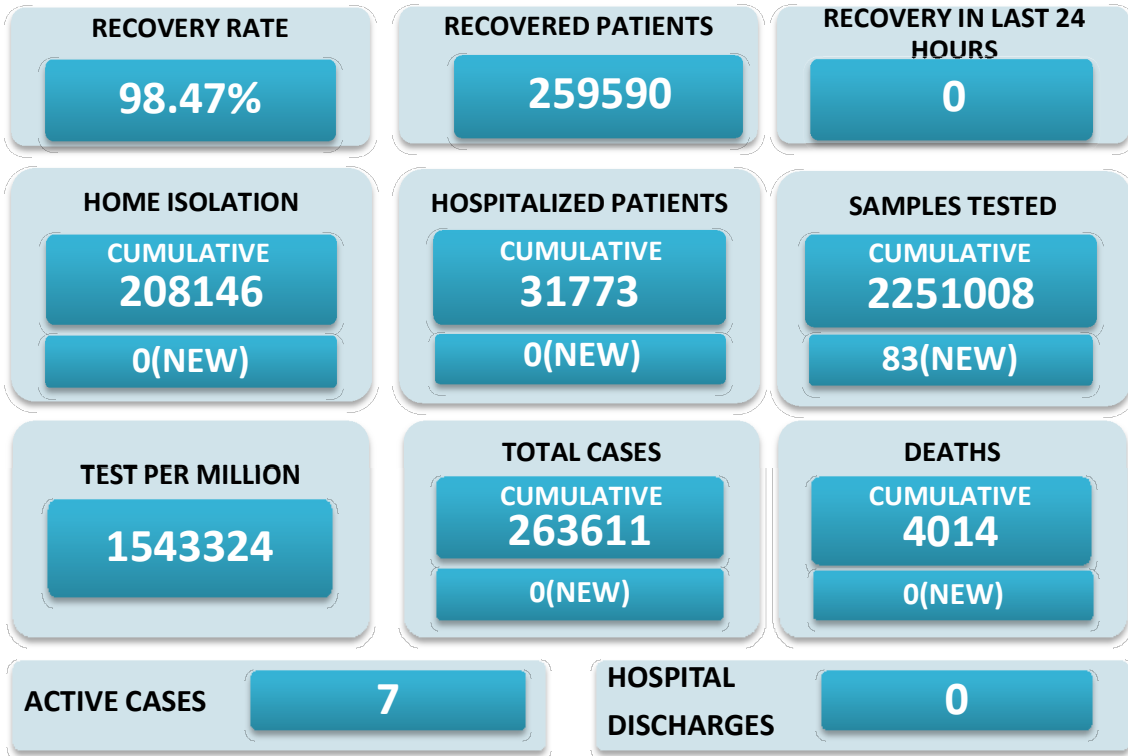 RECOVERY RATE
98.47%
RECOVERED PATIENTS
259590
RECOVERY IN LAST 24
HOURS
0
HOME ISOLATION
CUMULATIVE
208146
0(NEW)
HOSPITALIZED PATIENTS
CUMULATIVE
31773
0(NEW)
SAMPLES TESTED
CUMULATIVE
2251008
83(NEW)
TEST PER MILLION
1543324
TOTAL CASES
CUMULATIVE
263611
0(NEW)
DEATHS
CUMULATIVE
4014
0(NEW)
ACTIVE CASES
7
HOSPITAL
DISCHARGES
0